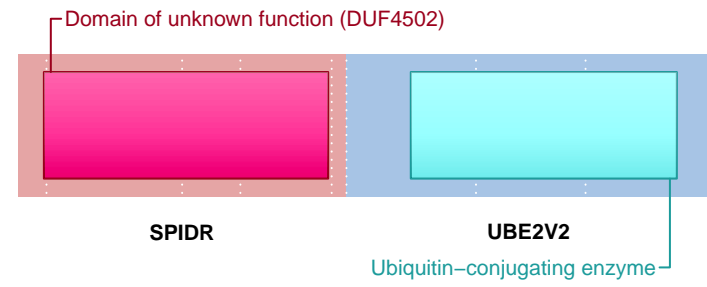 Domain of unknown function (DUF4502)
SPIDR
UBE2V2
Ubiquitin−conjugating enzyme